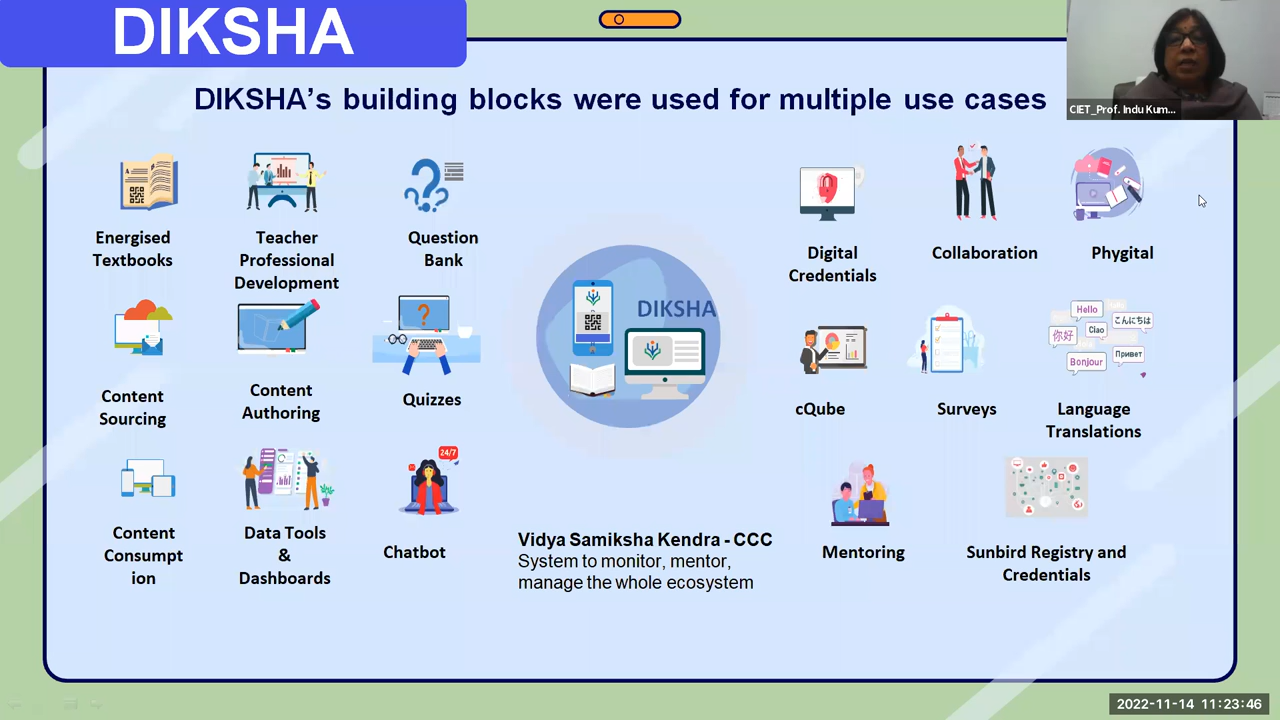 DIKSHA
DIKSHA's building blocks were used for multiple use cases
CIET_Prof. Indu Kum...
Energised
Textbooks
Teacher
Professional
Development
Question
Bank
Digital
Credentials
Collaboration
Phygital
Content
Sourcing
Content
Authoring
Quizzes
DIKSHA
cQube
Surveys
Hello
你好
Ciao
こんにちは
Bonjour
Привет
Language
Translations
Content
Consumpt
ion
Data Tools
&
Dashboards
24/7
Chatbot
Vidya Samiksha Kendra - CCC
System to monitor, mentor,
manage the whole ecosystem
Mentoring
Sunbird Registry and
Credentials
2022-11-14 11:23:46